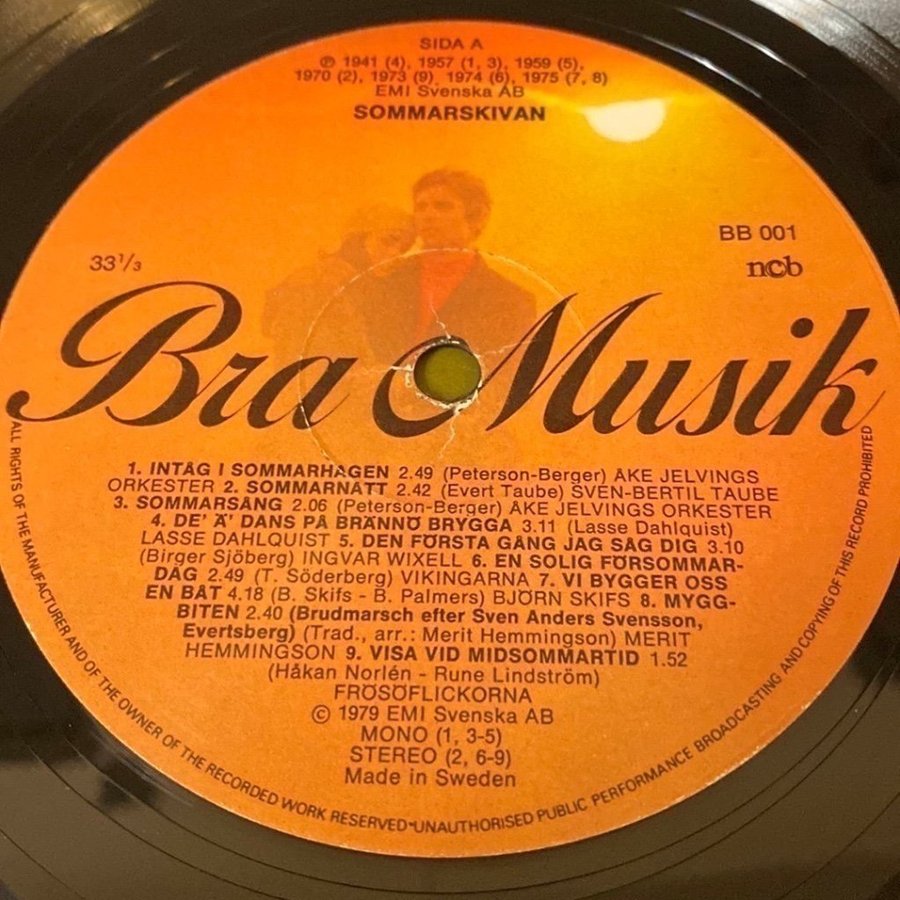 SIDA A
℗ 1941 (4), 1957 (1, 3), 1959 (5),
1970 (2), 1973 (9), 1974 (6), 1975 (7, 8)
EMI Svenska AB
SOMMARSKIVAN
33⅓
BB 001
ncb
Bra Musik
1. INTÅG I SOMMARHAGEN 2.49 (Peterson-Berger) ÅKE JELVINGS
ORKESTER 2. SOMMARNATT 2.42 (Evert Taube) SVEN-BERTIL TAUBE
3. SOMMARSÅNG 2.06 (Peterson-Berger) ÅKE JELVINGS ORKESTER
4. DE' Ä' DANS PÅ BRÄNNÖ BRYGGA 3.11 (Lasse Dahlquist)
LASSE DAHLQUIST 5. DEN FÖRSTA GÅNG JAG SÅG DIG 3.10
(Birger Sjöberg) INGVAR WIXELL 6. EN SOLIG FÖRSOMMAR-
DAG 2.49 (T. Söderberg) VIKINGARNA 7. VI BYGGER OSS
EN BÅT 4.18 (B. Skifs - B. Palmers) BJÖRN SKIFS 8. MYGG-
BITEN 2.40 (Brudmarsch efter Sven Anders Svensson,
Evertsberg) (Trad., arr.: Merit Hemmingson) MERIT
HEMMINGSON 9. VISA VID MIDSOMMARTID 1.52
(Håkan Norlén - Rune Lindström)
FRÖSÖFLICKORNA
© 1979 EMI Svenska AB
MONO (1, 3-5)
STEREO (2, 6-9)
Made in Sweden
ALL RIGHTS OF THE MANUFACTURER AND OF THE OWNER OF THE RECORDED WORK RESERVED·UNAUTHORISED PUBLIC PERFORMANCE BROADCASTING AND COPYING OF THIS RECORD PROHIBITED